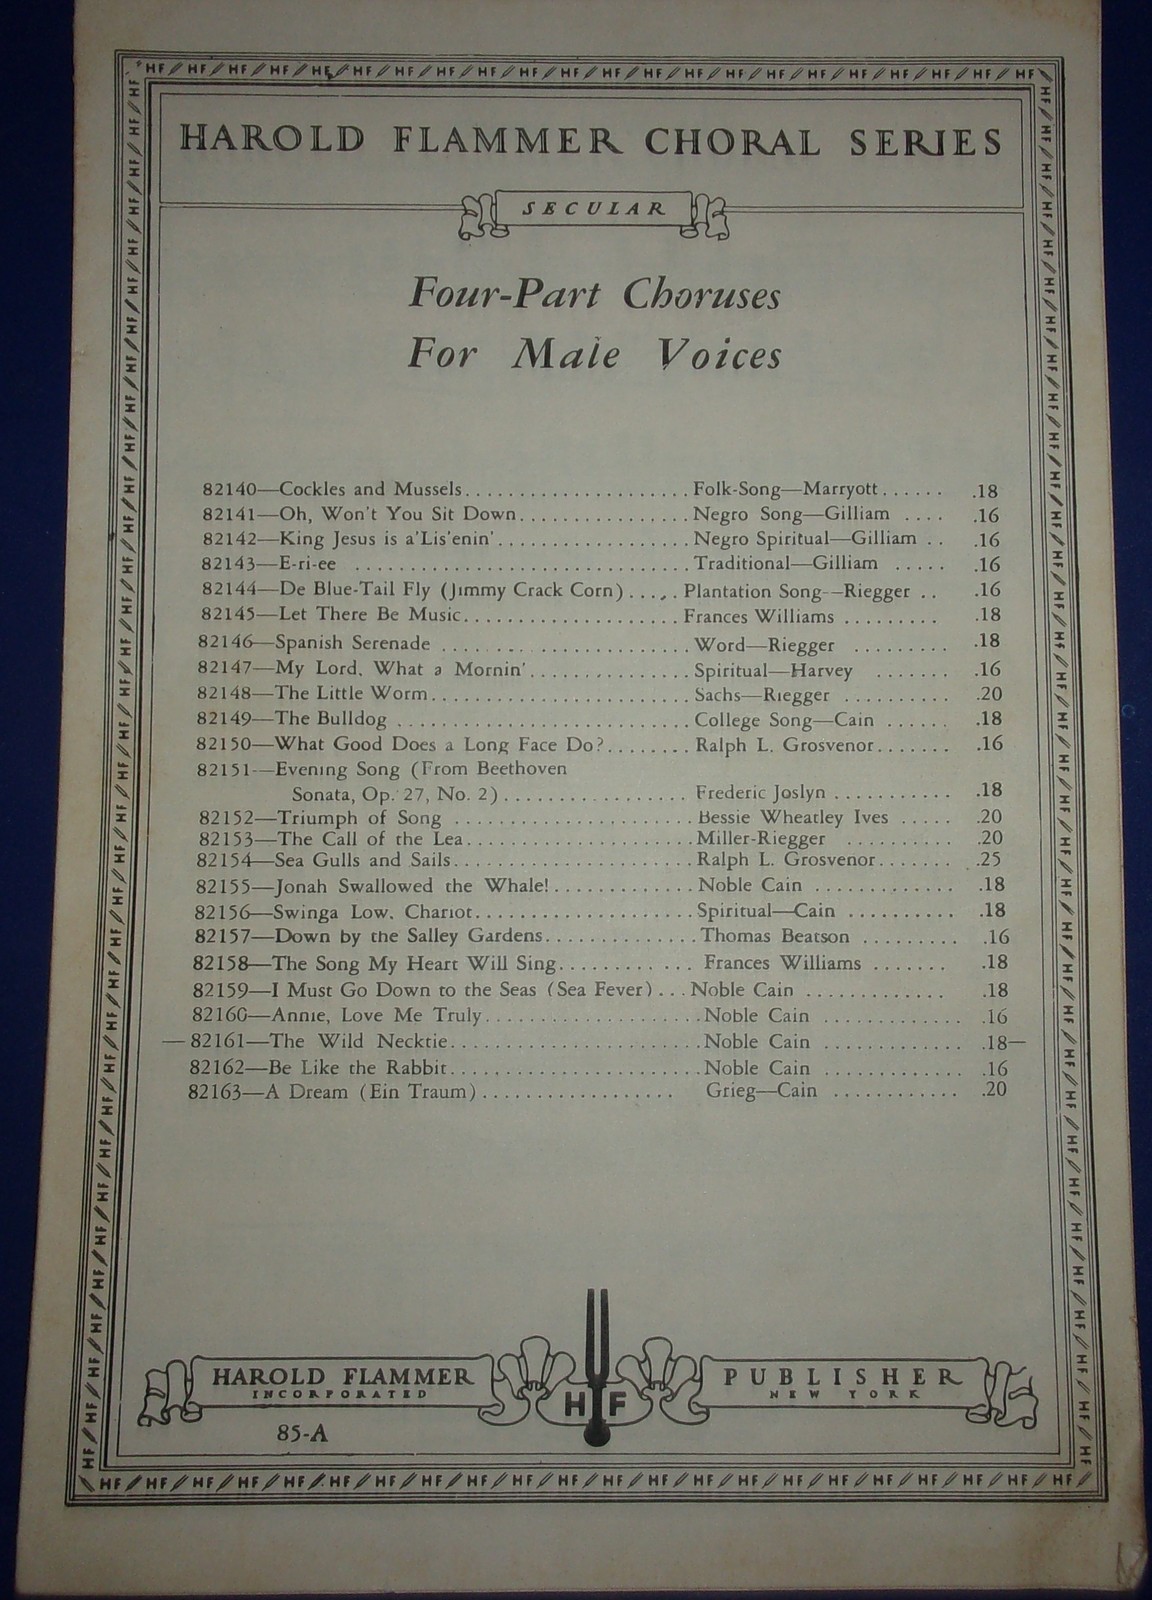 HAROLD FLAMMER CHORAL SERIES
SECULAR
Four-Part Choruses
For Male Voices
82140—Cockles and Mussels......................Folk-Song—Marryott...... .18
82141—Oh, Won't You Sit Down.................Negro Song—Gilliam .... .16
82142—King Jesus is a'Lis'enin'...................Negro Spiritual—Gilliam .. .16
82143—E-ri-ee .................................Traditional—Gilliam ..... .16
82144—De Blue-Tail Fly (Jimmy Crack Corn)..... Plantation Song—Riegger .. .16
82145—Let There Be Music......................Frances Williams ......... .18
82146—Spanish Serenade .........................Word—Riegger ......... .18
82147—My Lord, What a Mornin'................Spiritual—Harvey ....... .16
82148—The Little Worm..........................Sachs—Riegger .......... .20
82149—The Bulldog .............................College Song—Cain ...... .18
82150—What Good Does a Long Face Do?........ Ralph L. Grosvenor....... .16
82151—Evening Song (From Beethoven
Sonata, Op. 27, No. 2).................. Frederic Joslyn ........... .18
82152—Triumph of Song ....................... Bessie Wheatley Ives ..... .20
82153—The Call of the Lea...................... Miller-Riegger .......... .20
82154—Sea Gulls and Sails....................... Ralph L. Grosvenor....... .25
82155—Jonah Swallowed the Whale!.............. Noble Cain ............. .18
82156—Swinga Low, Chariot......................Spiritual—Cain .......... .18
82157—Down by the Salley Gardens...............Thomas Beatson ......... .16
82158—The Song My Heart Will Sing............. Frances Williams ....... .18
82159—I Must Go Down to the Seas (Sea Fever)...Noble Cain ............. .18
82160—Annie, Love Me Truly.....................Noble Cain ............. .16
—82161—The Wild Necktie.........................Noble Cain ............. .18—
82162—Be Like the Rabbit.........................Noble Cain ............. .16
82163—A Dream (Ein Traum)................... Grieg—Cain ............ .20
HAROLD FLAMMER PUBLISHER
INCORPORATED NEW YORK
H F
85-A